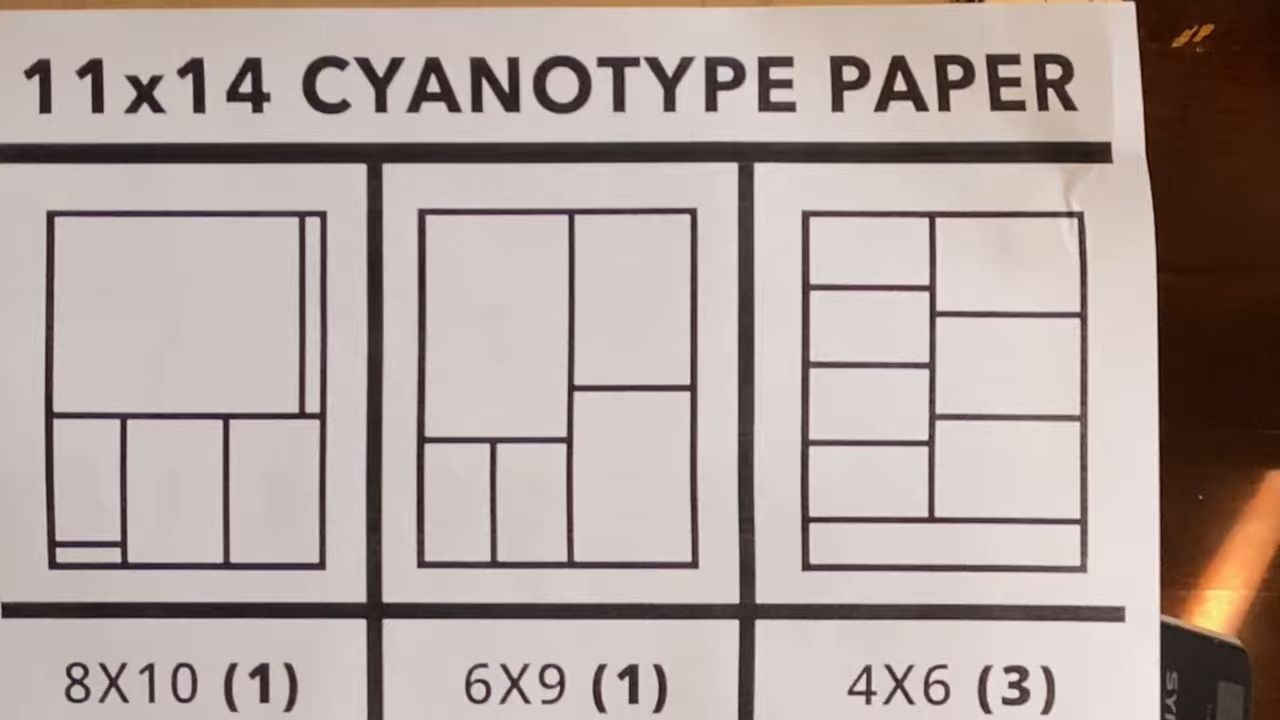 11x14 CYANOTYPE PAPER
8X10 (1)
6X9 (1)
4X6 (3)